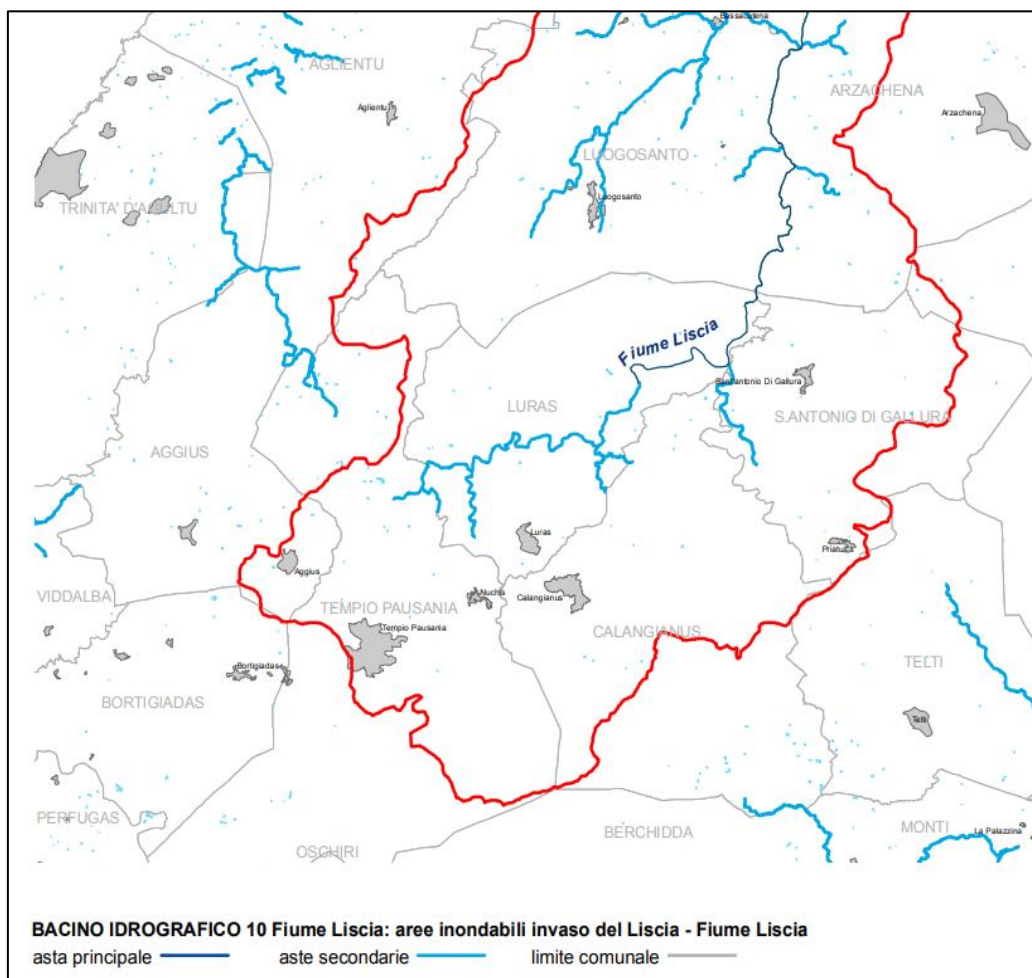 Bassacutena
AGLIENTU
ARZACHENA
Aglientu
Arzachena
LUOGOSANTO
Luogosanto
TRINITA' D'AGULTU
Fiume Liscia
Sant'antonio Di Gallura
LURAS
S.ANTONIO DI GALLURA
AGGIUS
Luras
Priatu
Aggius
VIDDALBA
Nuchis
Calangianus
TEMPIO PAUSANIA
Tempio Pausania
CALANGIANUS
Bortigiadas
TELTI
BORTIGIADAS
Telti
PERFUGAS
BERCHIDDA
MONTI
La Palazzina
OSCHIRI
BACINO IDROGRAFICO 10 Fiume Liscia: aree inondabili invaso del Liscia - Fiume Liscia
asta principale aste secondarie limite comunale